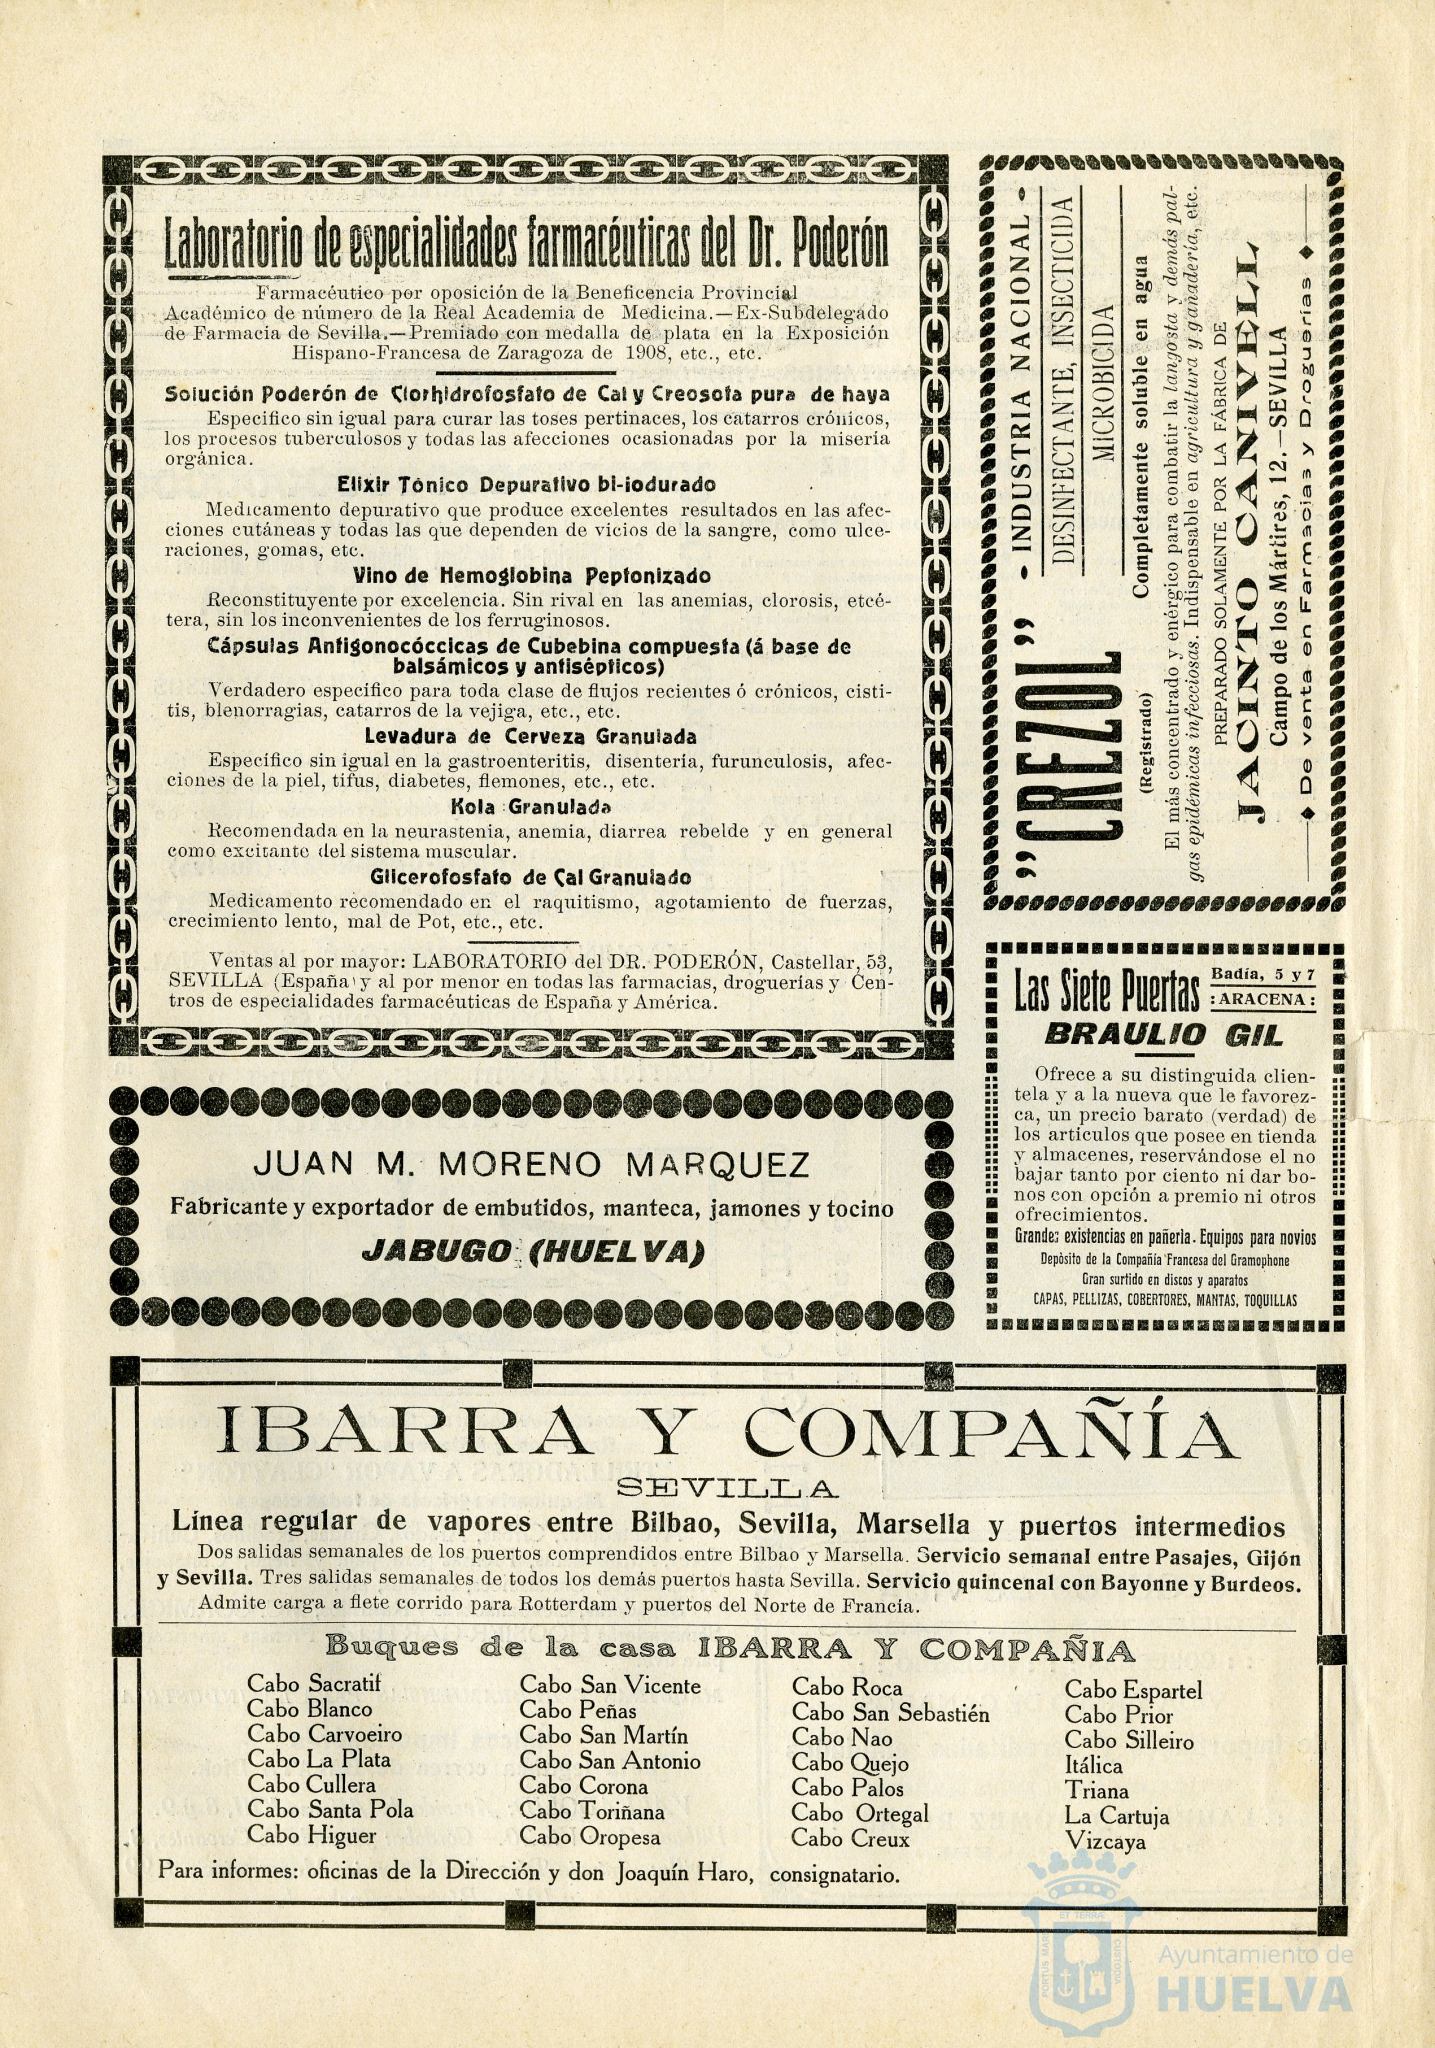 Laboratorio de especialidades farmacéuticas del Dr. Poderón
Farmacéutico por oposición de la Beneficencia Provincial
Académico de número de la Real Academia de Medicina.—Ex-Subdelegado
de Farmacia de Sevilla.—Premiado con medalla de plata en la Exposición
Hispano-Francesa de Zaragoza de 1908, etc., etc.
Solución Poderón de Clorhidrofosfato de Cal y Creosota pura de haya
Especifico sin igual para curar las toses pertinaces, los catarros crónicos,
los procesos tuberculosos y todas las afecciones ocasionadas por la miseria
orgánica.
Elixir Tónico Depurativo bi-iodurado
Medicamento depurativo que produce excelentes resultados en las afec-
ciones cutáneas y todas las que dependen de vicios de la sangre, como ulce-
raciones, gomas, etc.
Vino de Hemoglobina Peptonizado
Reconstituyente por excelencia. Sin rival en las anemias, clorosis, etcé-
tera, sin los inconvenientes de los ferruginosos.
Cápsulas Antigonocóccicas de Cubebina compuesta (á base de
balsámicos y antisépticos)
Verdadero específico para toda clase de flujos recientes ó crónicos, cisti-
tis, blenorragias, catarros de la vejiga, etc., etc.
Levadura de Cerveza Granulada
Específico sin igual en la gastroenteritis, disentería, furunculosis, afec-
ciones de la piel, tifus, diabetes, flemones, etc., etc.
Kola Granulada
Recomendada en la neurastenia, anemia, diarrea rebelde y en general
como excitante del sistema muscular.
Glicerofosfato de Cal Granulado
Medicamento recomendado en el raquitismo, agotamiento de fuerzas,
crecimiento lento, mal de Pot, etc., etc.
Ventas al por mayor: LABORATORIO del DR. PODERÓN, Castellar, 53,
SEVILLA (España) y al por menor en todas las farmacias, droguerías y Cen-
tros de especialidades farmacéuticas de España y América.
"CREZOL"
(Registrado)
• INDUSTRIA NACIONAL •
DESINFECTANTE, INSECTICIDA
MICROBICIDA
Completamente soluble en agua
El más concentrado y enérgico para combatir la langosta y demás pla-
gas epidémicas infecciosas. Indispensable en agricultura y ganadería, etc.
PREPARADO SOLAMENTE POR LA FÁBRICA DE
JACINTO CANIVELL
Campo de los Mártires, 12.—SEVILLA
◆ De venta en Farmacias y Droguerías ◆
Las Siete Puertas
Badía, 5 y 7
: ARACENA :
BRAULIO GIL
Ofrece a su distinguida clien-
tela y a la nueva que le favorez-
ca, un precio barato (verdad) de
los articulos que posee en tienda
y almacenes, reservándose el no
bajar tanto por ciento ni dar bo-
nos con opción a premio ni otros
ofrecimientos.
Grandes existencias en pañería. Equipos para novios
Depósito de la Compañía Francesa del Gramophone
Gran surtido en discos y aparatos
CAPAS, PELLIZAS, COBERTORES, MANTAS, TOQUILLAS
JUAN M. MORENO MARQUEZ
Fabricante y exportador de embutidos, manteca, jamones y tocino
JABUGO (HUELVA)
IBARRA Y COMPAÑÍA
SEVILLA
Línea regular de vapores entre Bilbao, Sevilla, Marsella y puertos intermedios
Dos salidas semanales de los puertos comprendidos entre Bilbao y Marsella. Servicio semanal entre Pasajes, Gijón
y Sevilla. Tres salidas semanales de todos los demás puertos hasta Sevilla. Servicio quincenal con Bayonne y Burdeos.
Admite carga a flete corrido para Rotterdam y puertos del Norte de Francia.
Buques de la casa IBARRA Y COMPAÑIA
Cabo Sacratif
Cabo Blanco
Cabo Carvoeiro
Cabo La Plata
Cabo Cullera
Cabo Santa Pola
Cabo Higuer
Cabo San Vicente
Cabo Peñas
Cabo San Martín
Cabo San Antonio
Cabo Corona
Cabo Toriñana
Cabo Oropesa
Cabo Roca
Cabo San Sebastién
Cabo Nao
Cabo Quejo
Cabo Palos
Cabo Ortegal
Cabo Creux
Cabo Espartel
Cabo Prior
Cabo Silleiro
Itálica
Triana
La Cartuja
Vizcaya
Para informes: oficinas de la Dirección y don Joaquín Haro, consignatario.
PORTUS MARIS
ET TERRÆ
CUSTODIA
Ayuntamiento de
HUELVA